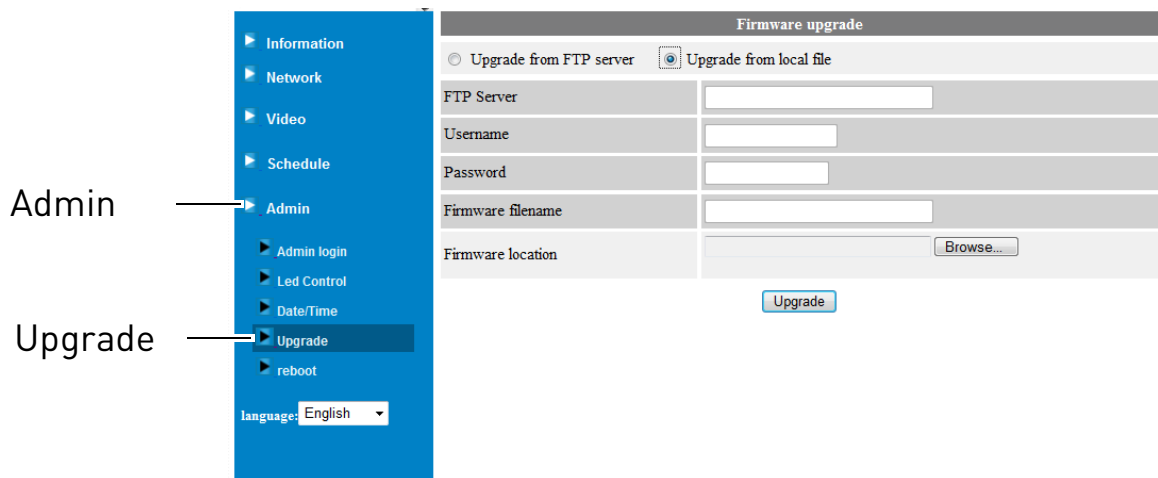 Admin
Upgrade
Information
Network
Video
Schedule
Admin
Admin login
Led Control
Date/Time
Upgrade
reboot
language: English
Firmware upgrade
Upgrade from FTP server Upgrade from local file
FTP Server
Username
Password
Firmware filename
Firmware location Browse...
Upgrade